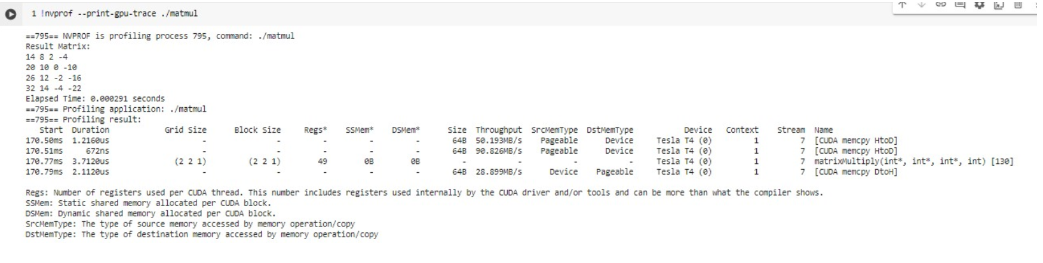 1 !nvprof --print-gpu-trace ./matmul
==795== NVPROF is profiling process 795, command: ./matmul
Result Matrix:
14 8 2 -4
20 10 0 -10
26 12 -2 -16
32 14 -4 -22
Elapsed Time: 0.000291 seconds
==795== Profiling application: ./matmul
==795== Profiling result:
Start Duration Grid Size Block Size Regs* SSMem* DSMem* Size Throughput SrcMemType DstMemType Device Context Stream Name
170.50ms 1.2160us - - - - - 64B 50.193MB/s Pageable Device Tesla T4 (0) 1 7 [CUDA memcpy HtoD]
170.51ms 672ns - - - - - 64B 90.826MB/s Pageable Device Tesla T4 (0) 1 7 [CUDA memcpy HtoD]
170.77ms 3.7120us (2 2 1) (2 2 1) 49 0B 0B - - - - Tesla T4 (0) 1 7 matrixMultiply(int*, int*, int*, int) [130]
170.79ms 2.1120us - - - - - 64B 28.899MB/s Device Pageable Tesla T4 (0) 1 7 [CUDA memcpy DtoH]
Regs: Number of registers used per CUDA thread. This number includes registers used internally by the CUDA driver and/or tools and can be more than what the compiler shows.
SSMem: Static shared memory allocated per CUDA block.
DSMem: Dynamic shared memory allocated per CUDA block.
SrcMemType: The type of source memory accessed by memory operation/copy
DstMemType: The type of destination memory accessed by memory operation/copy